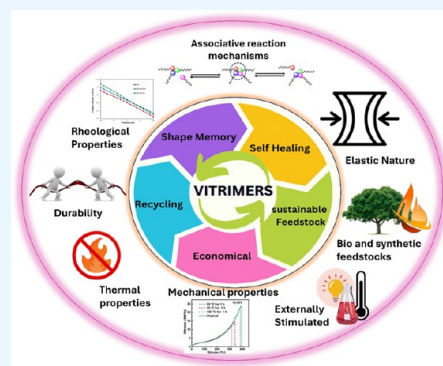 Associative reaction
mechanisms
Rheological
Properties
Shape Memory
Self Healing
Elastic Nature
VITRIMERS
Durability
Recycling
sustainable
Feedstock
Bio and synthetic
feedstocks
Economical
Thermal
properties
Mechanical properties
Externally
Stimulated